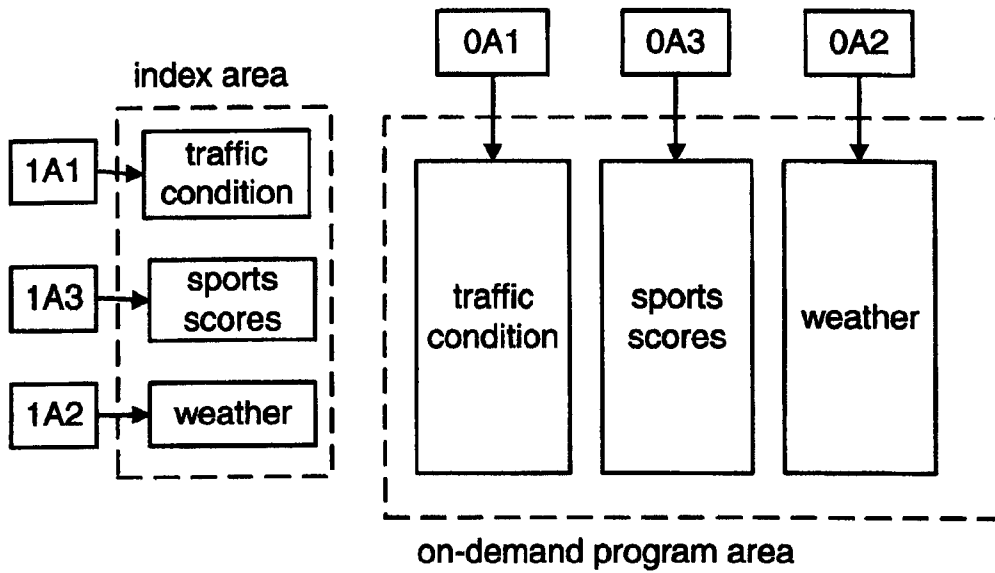 0A1
0A3
0A2
index area
1A1
traffic
condition
1A3
sports
scores
1A2
weather
traffic
condition
sports
scores
weather
on-demand program area